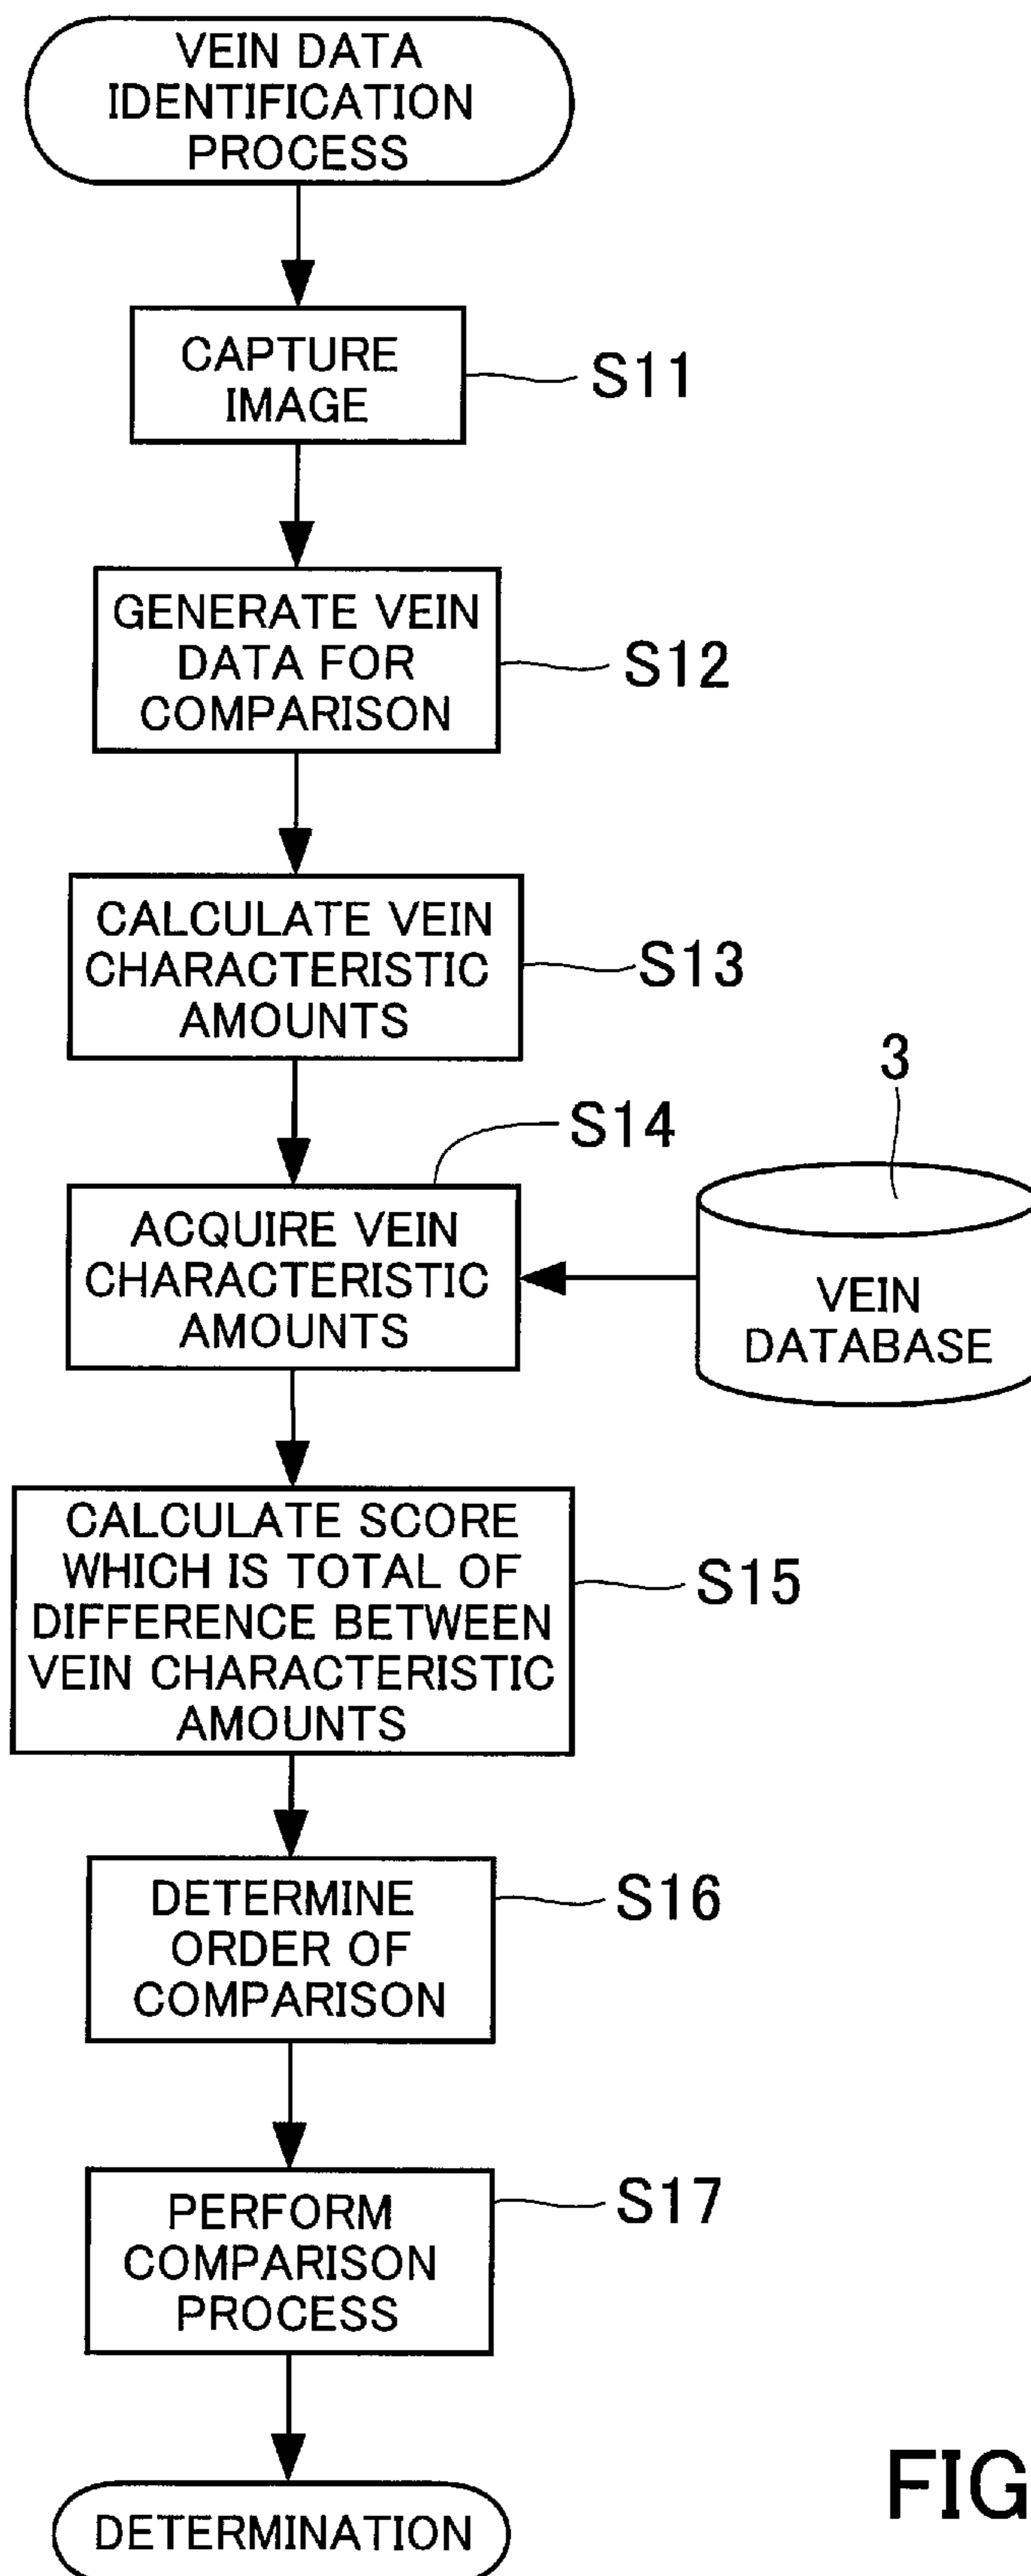 VEIN DATA
IDENTIFICATION
PROCESS
CAPTURE
IMAGE
S11
GENERATE VEIN
DATA FOR
COMPARISON
S12
CALCULATE VEIN
CHARACTERISTIC
AMOUNTS
S13
3
S14
ACQUIRE VEIN
CHARACTERISTIC
AMOUNTS
VEIN
DATABASE
CALCULATE SCORE
WHICH IS TOTAL OF
DIFFERENCE BETWEEN
VEIN CHARACTERISTIC
AMOUNTS
S15
DETERMINE
ORDER OF
COMPARISON
S16
PERFORM
COMPARISON
PROCESS
S17
DETERMINATION
FIG